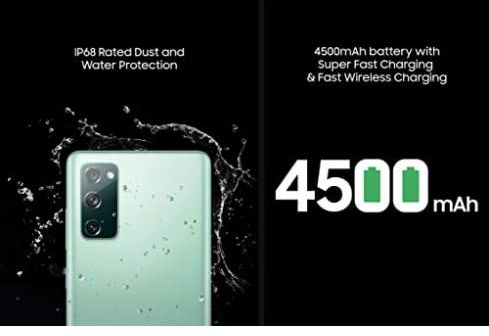 IP68 Rated Dust and
Water Protection
4500mAh battery with
Super Fast Charging
& Fast Wireless Charging
4500 mAh